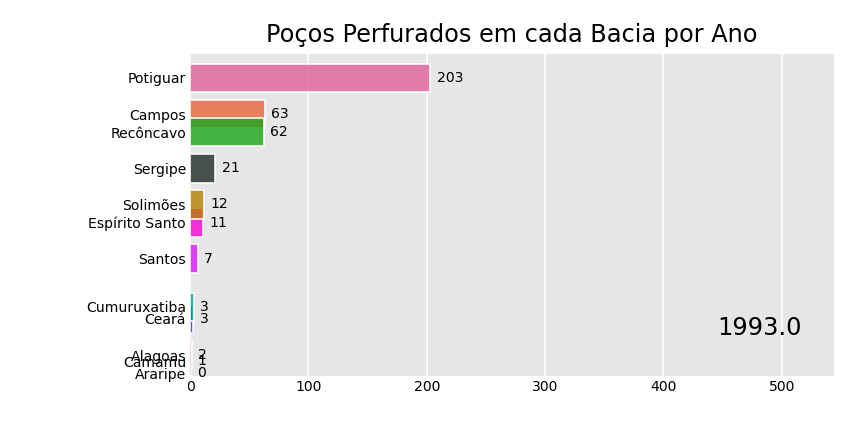 Poços Perfurados em cada Bacia por Ano
Potiguar 203
Campos 63
Recôncavo 62
Sergipe 21
Solimões 12
Espírito Santo 11
Santos 7
Cumuruxatiba 3
Ceará 3
1993.0
Alagoas 2
Camamu 1
Araripe 0
0 100 200 300 400 500